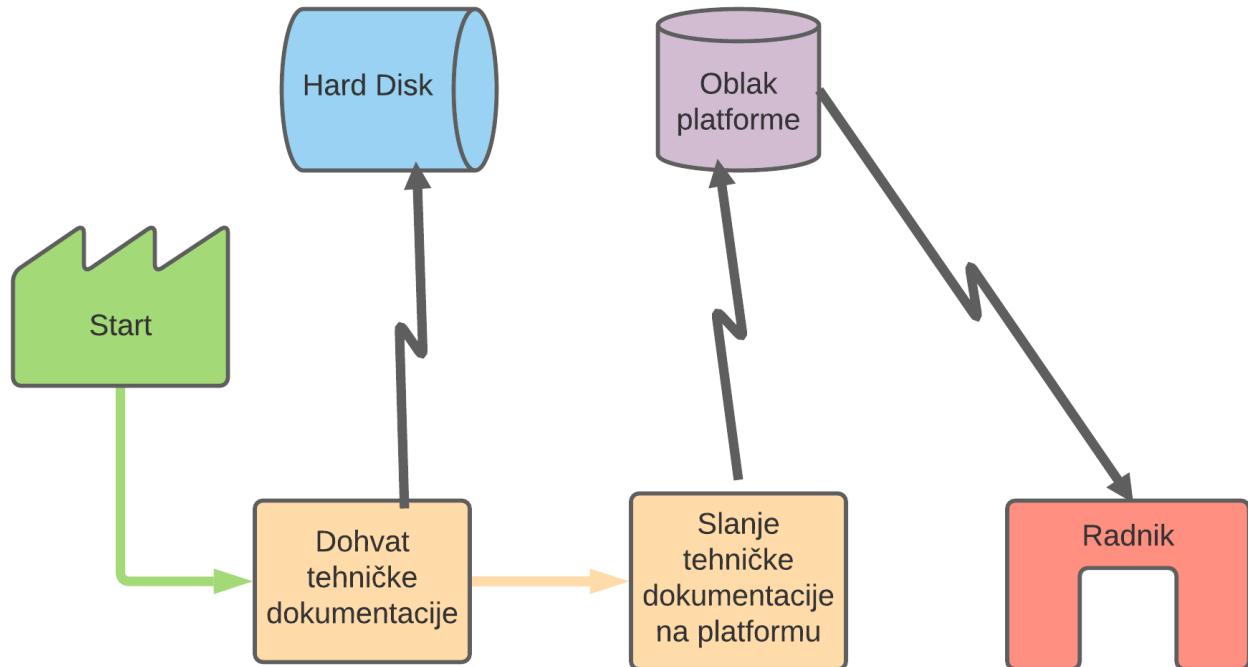 Hard Disk
Oblak
platforme
Start
Dohvat
tehničke
dokumentacije
Slanje
tehničke
dokumentacije
na platformu
Radnik